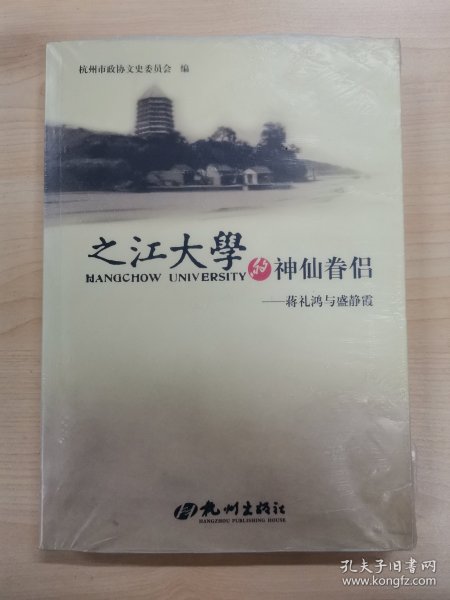 杭州市政协文史委员会 编
之江大學的神仙眷侣
HANGCHOW UNIVERSITY
——蒋礼鸿与盛静霞
杭州出版社
HANGZHOU PUBLISHING HOUSE
孔夫子旧书网
www.kongfz.com